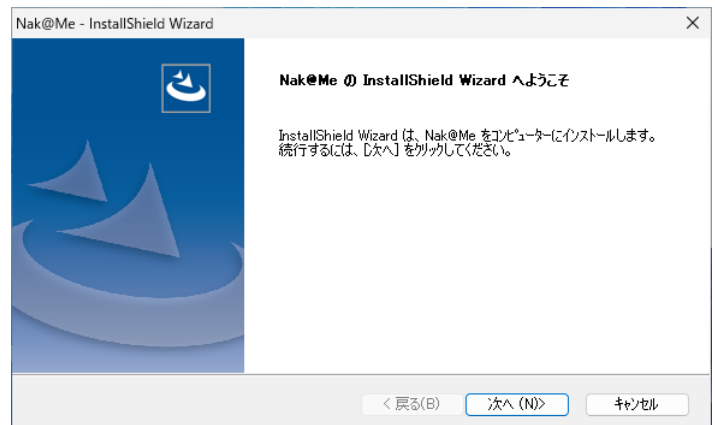 Nak@Me - InstallShield Wizard
Nak@Me の InstallShield Wizard へようこそ
InstallShield Wizard は、Nak@Me をｺﾝﾋﾟｭｰﾀｰにインストールします。
続行するには、[次へ] をｸﾘｯｸしてください。
< 戻る(B)
次へ (N)>
ｷｬﾝｾﾙ